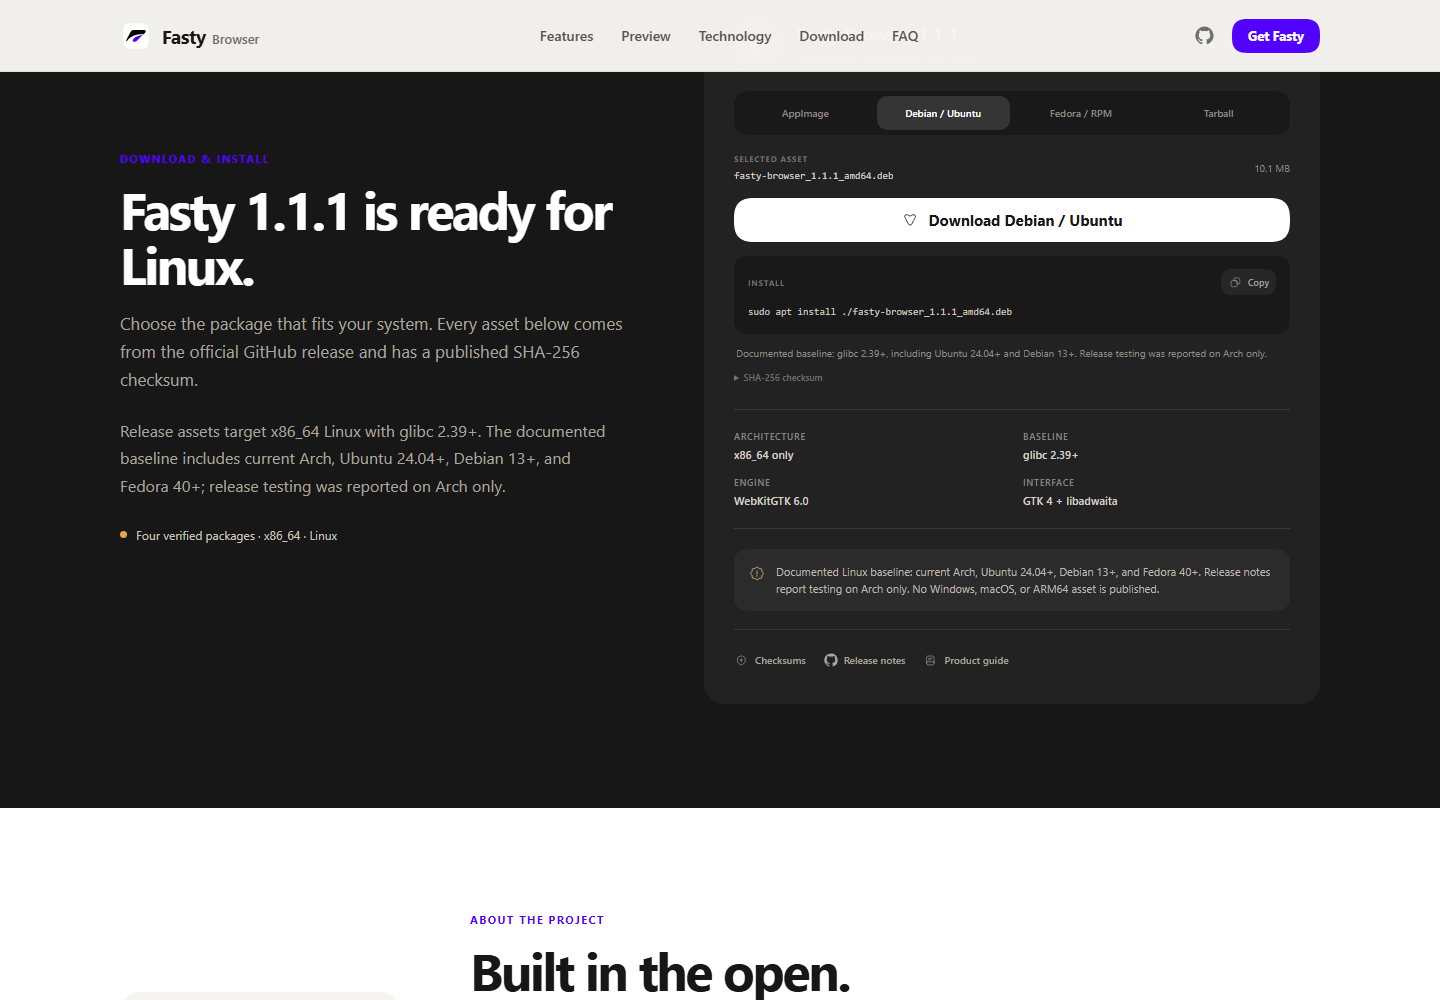 Fasty Browser
Features
Preview
Technology
Download
FAQ
Get Fasty
DOWNLOAD & INSTALL
Fasty 1.1.1 is ready for
Linux.
Choose the package that fits your system. Every asset below comes
from the official GitHub release and has a published SHA-256
checksum.
Release assets target x86_64 Linux with glibc 2.39+. The documented
baseline includes current Arch, Ubuntu 24.04+, Debian 13+, and
Fedora 40+; release testing was reported on Arch only.
Four verified packages · x86_64 · Linux
AppImage
Debian / Ubuntu
Fedora / RPM
Tarball
SELECTED ASSET
fasty-browser_1.1.1_amd64.deb
10.1 MB
Download Debian / Ubuntu
INSTALL
Copy
sudo apt install ./fasty-browser_1.1.1_amd64.deb
Documented baseline: glibc 2.39+, including Ubuntu 24.04+ and Debian 13+. Release testing was reported on Arch only.
SHA-256 checksum
ARCHITECTURE
x86_64 only
BASELINE
glibc 2.39+
ENGINE
WebKitGTK 6.0
INTERFACE
GTK 4 + libadwaita
Documented Linux baseline: current Arch, Ubuntu 24.04+, Debian 13+, and Fedora 40+. Release notes
report testing on Arch only. No Windows, macOS, or ARM64 asset is published.
Checksums
Release notes
Product guide
ABOUT THE PROJECT
Built in the open.